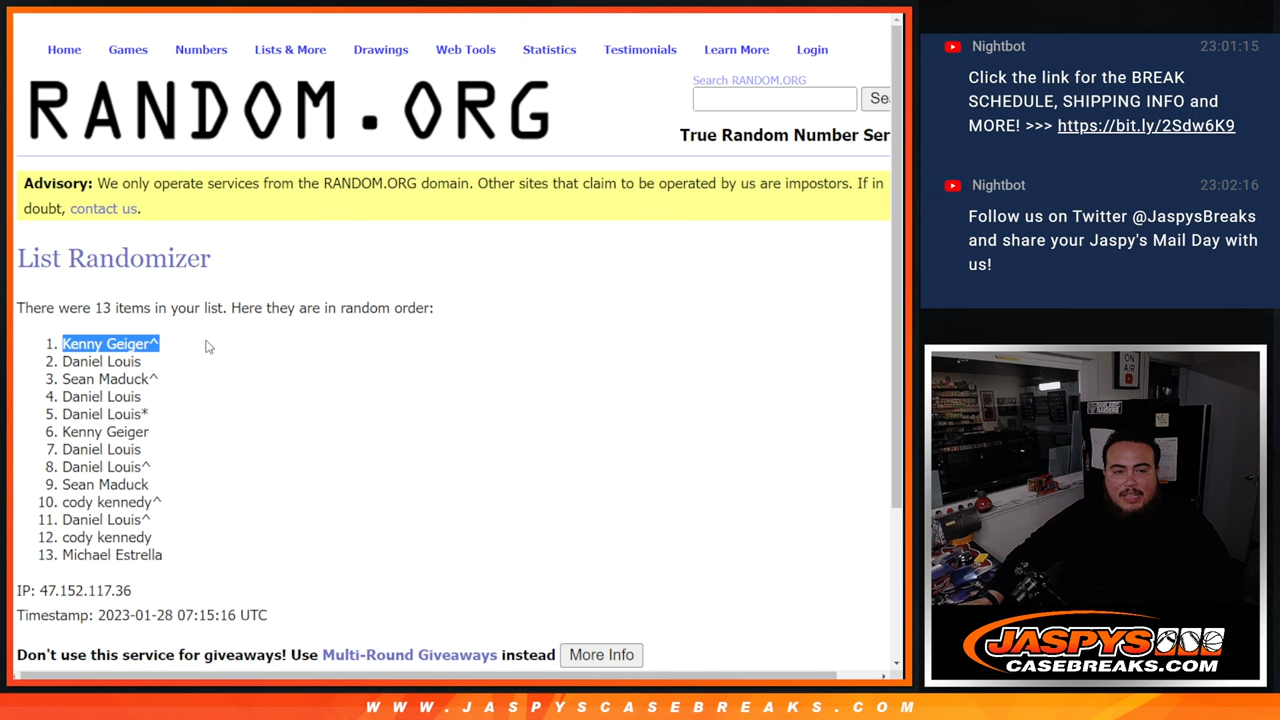 Home Games Numbers Lists & More Drawings Web Tools Statistics Testimonials Learn More Login
RANDOM.ORG
Search RANDOM.ORG
Sea
True Random Number Ser
Advisory: We only operate services from the RANDOM.ORG domain. Other sites that claim to be operated by us are impostors. If in
doubt, contact us.
List Randomizer
There were 13 items in your list. Here they are in random order:
1. Kenny Geiger^
2. Daniel Louis
3. Sean Maduck^
4. Daniel Louis
5. Daniel Louis*
6. Kenny Geiger
7. Daniel Louis
8. Daniel Louis^
9. Sean Maduck
10. cody kennedy^
11. Daniel Louis^
12. cody kennedy
13. Michael Estrella
IP: 47.152.117.36
Timestamp: 2023-01-28 07:15:16 UTC
Don't use this service for giveaways! Use Multi-Round Giveaways instead More Info
Nightbot 23:01:15
Click the link for the BREAK
SCHEDULE, SHIPPING INFO and
MORE! >>> https://bit.ly/2Sdw6K9
Nightbot 23:02:16
Follow us on Twitter @JaspysBreaks
and share your Jaspy's Mail Day with
us!
ON
AIR
JASPYS
CASEBREAKS.COM
WWW.JASPYSCASEBREAKS.COM